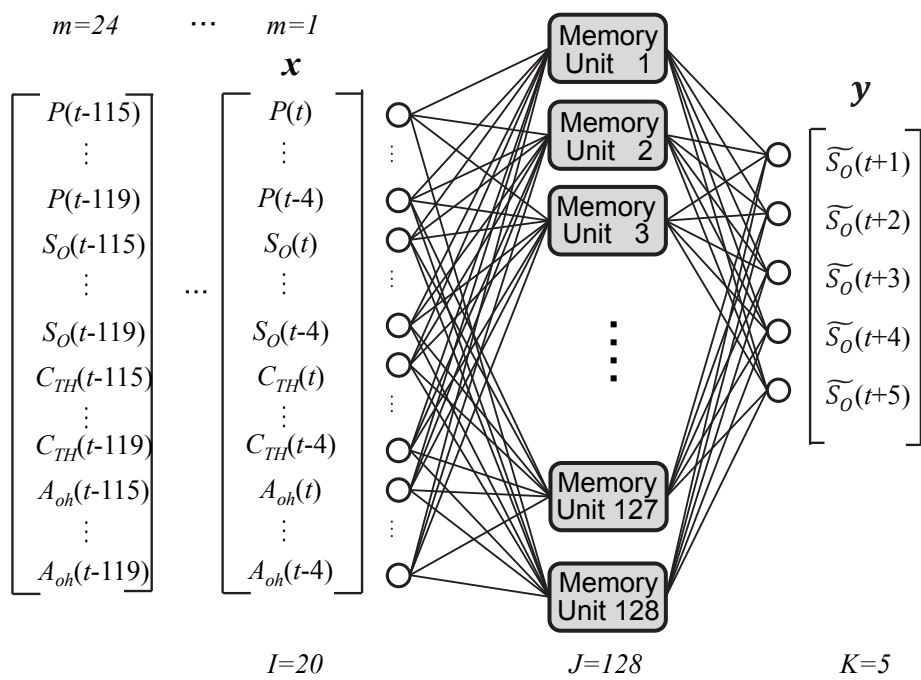 m=24 ... m=1
x
y
P(t-115)
⋮
P(t-119)
S_O(t-115)
⋮
S_O(t-119)
C_TH(t-115)
⋮
C_TH(t-119)
A_oh(t-115)
⋮
A_oh(t-119)
...
P(t)
⋮
P(t-4)
S_O(t)
⋮
S_O(t-4)
C_TH(t)
⋮
C_TH(t-4)
A_oh(t)
⋮
A_oh(t-4)
Memory
Unit 1
Memory
Unit 2
Memory
Unit 3
Memory
Unit 127
Memory
Unit 128
S̃_O(t+1)
S̃_O(t+2)
S̃_O(t+3)
S̃_O(t+4)
S̃_O(t+5)
I=20 J=128 K=5